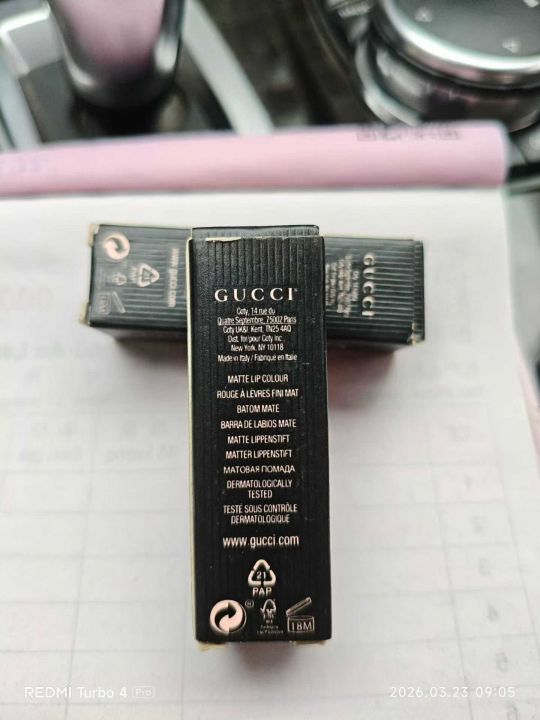 GUCCI
Coty, 14 rue du
Quatre Septembre, 75002 Paris
Coty UK&I, Kent, TN25 4AQ
Dist. for/pour Coty Inc.
New York, NY 10118
Made in Italy / Fabriqué en Italie
MATTE LIP COLOUR
ROUGE À LÈVRES FINI MAT
BATOM MATE
BARRA DE LABIOS MATE
MATTE LIPPENSTIFT
MATTER LIPPENSTIFT
МАТОВАЯ ПОМАДА
DERMATOLOGICALLY
TESTED
TESTÉ SOUS CONTRÔLE
DERMATOLOGIQUE
www.gucci.com
21
PAP
18M
www.gucci.com
GUCCI
REDMI Turbo 4 Pro
2026.03.23 09:05